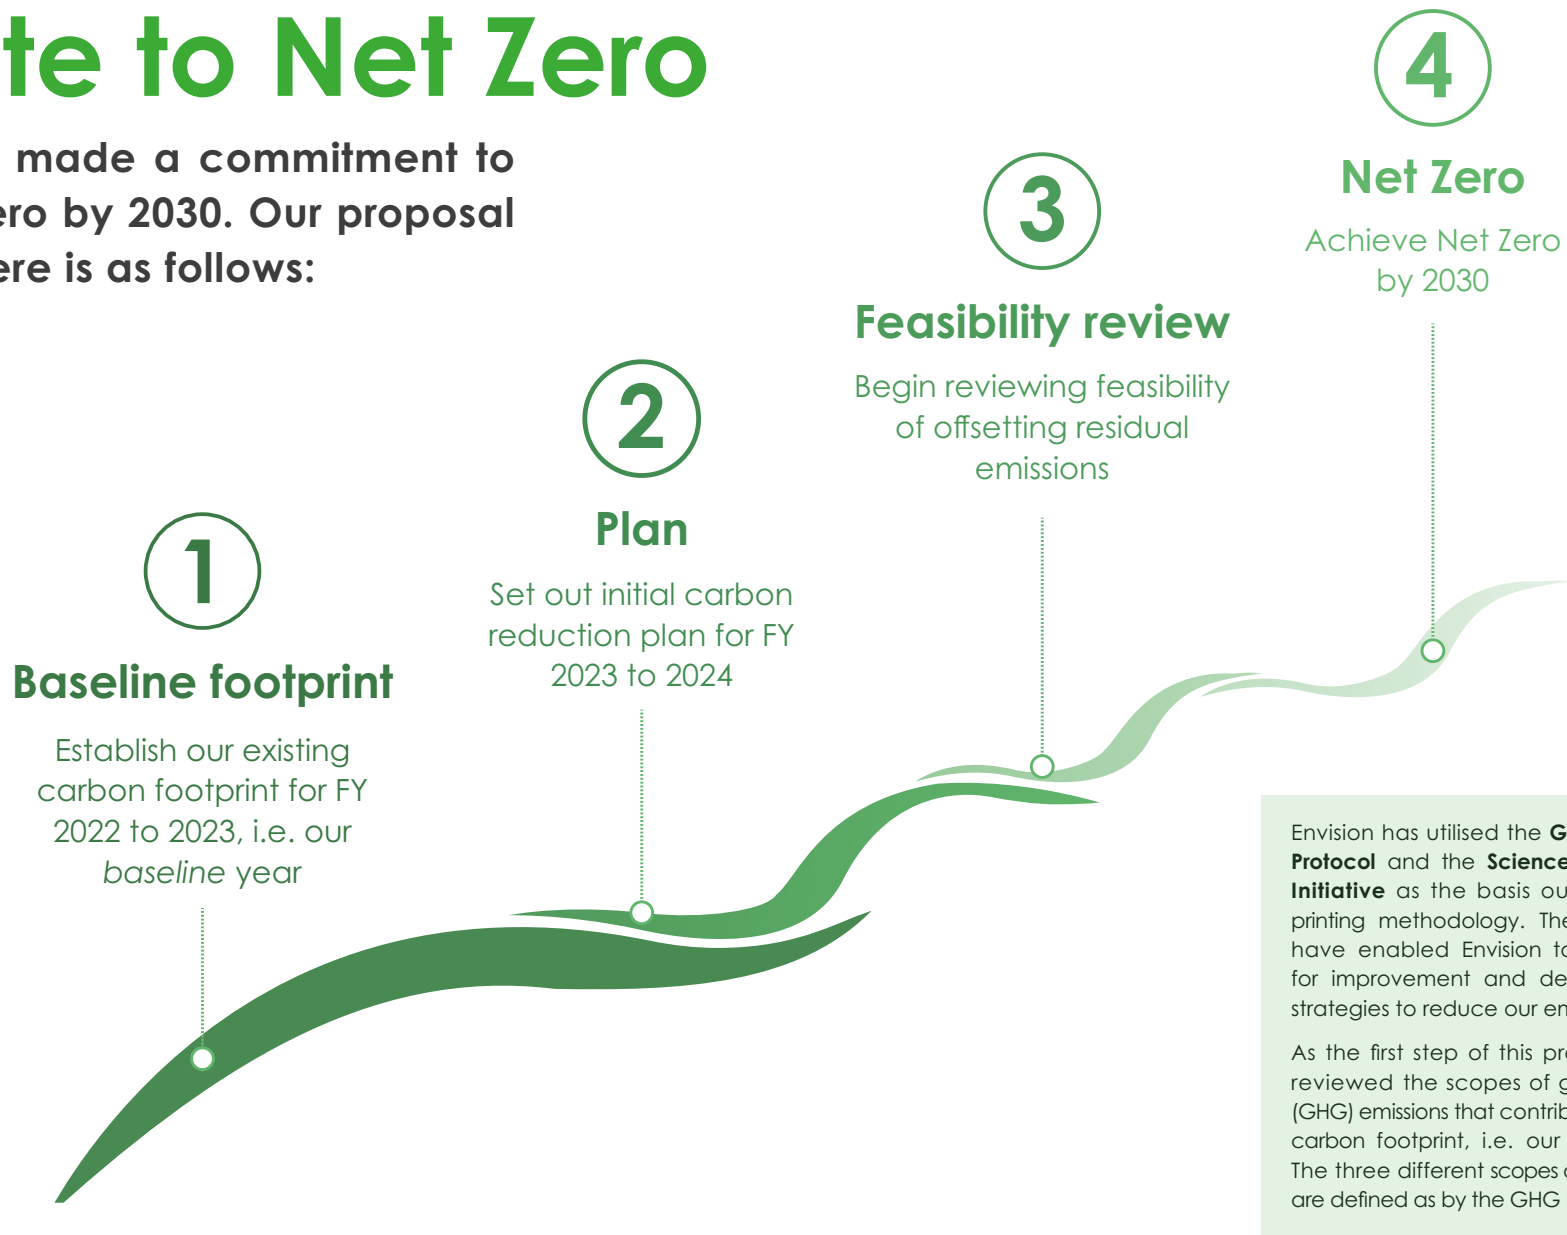 te to Net Zero
made a commitment to
ero by 2030. Our proposal
ere is as follows:
1
Baseline footprint
Establish our existing
carbon footprint for FY
2022 to 2023, i.e. our
baseline year
2
Plan
Set out initial carbon
reduction plan for FY
2023 to 2024
3
Feasibility review
Begin reviewing feasibility
of offsetting residual
emissions
4
Net Zero
Achieve Net Zero
by 2030
Envision has utilised the G
Protocol and the Science
Initiative as the basis ou
printing methodology. The
have enabled Envision to
for improvement and de
strategies to reduce our en
As the first step of this pro
reviewed the scopes of g
(GHG) emissions that contrib
carbon footprint, i.e. our
The three different scopes
are defined as by the GHG